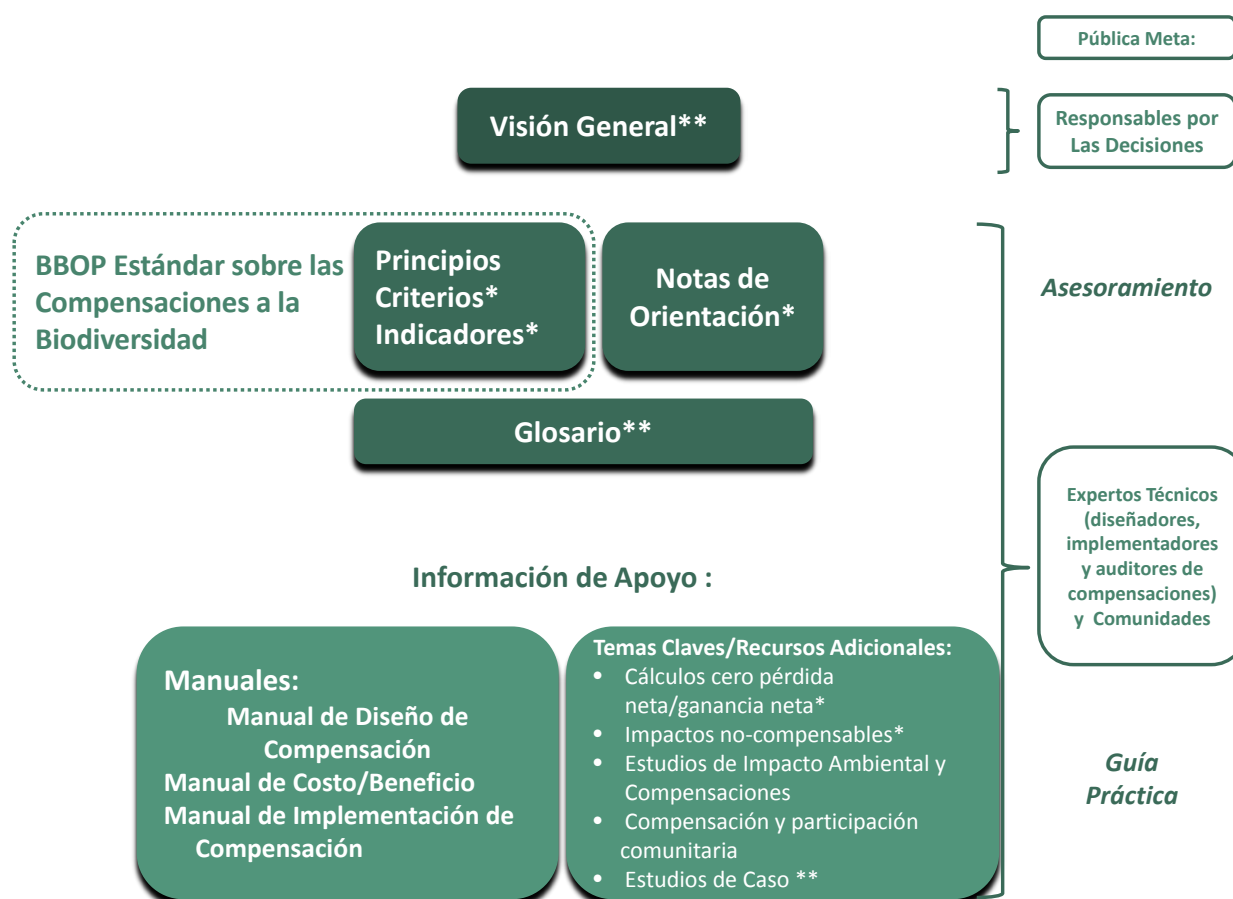 Pública Meta:
Visión General**
Responsables por
Las Decisiones
BBOP Estándar sobre las
Compensaciones a la
Biodiversidad
Principios
Criterios*
Indicadores*
Notas de
Orientación*
Asesoramiento
Glosario**
Expertos Técnicos
(diseñadores,
implementadores
y auditores de
compensaciones)
y Comunidades
Información de Apoyo :
Manuales:
Manual de Diseño de
Compensación
Manual de Costo/Beneficio
Manual de Implementación de
Compensación
Temas Claves/Recursos Adicionales:
• Cálculos cero pérdida
neta/ganancia neta*
• Impactos no-compensables*
• Estudios de Impacto Ambiental y
Compensaciones
• Compensación y participación
comunitaria
• Estudios de Caso **
Guía
Práctica